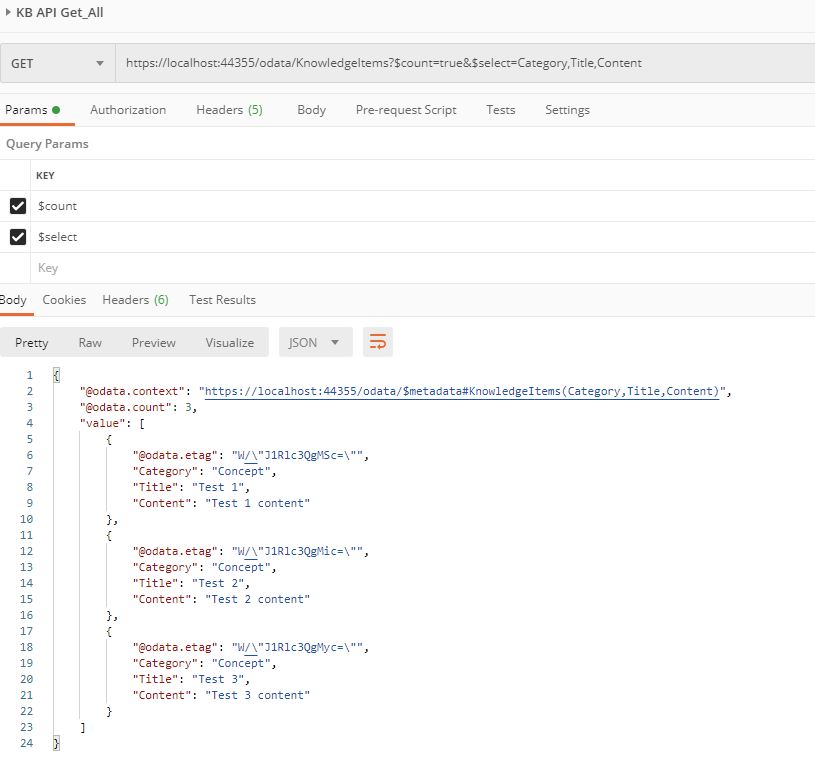 KB API Get_All
GET https://localhost:44355/odata/KnowledgeItems?$count=true&$select=Category,Title,Content
Params Authorization Headers (5) Body Pre-request Script Tests Settings
Query Params
KEY
$count
$select
Key
Body Cookies Headers (6) Test Results
Pretty Raw Preview Visualize JSON
1 {
2 "@odata.context": "https://localhost:44355/odata/$metadata#KnowledgeItems(Category,Title,Content)",
3 "@odata.count": 3,
4 "value": [
5 {
6 "@odata.etag": "W/\"J1Rlc3QgMSc=\"",
7 "Category": "Concept",
8 "Title": "Test 1",
9 "Content": "Test 1 content"
10 },
11 {
12 "@odata.etag": "W/\"J1Rlc3QgMic=\"",
13 "Category": "Concept",
14 "Title": "Test 2",
15 "Content": "Test 2 content"
16 },
17 {
18 "@odata.etag": "W/\"J1Rlc3QgMyc=\"",
19 "Category": "Concept",
20 "Title": "Test 3",
21 "Content": "Test 3 content"
22 }
23 ]
24 }